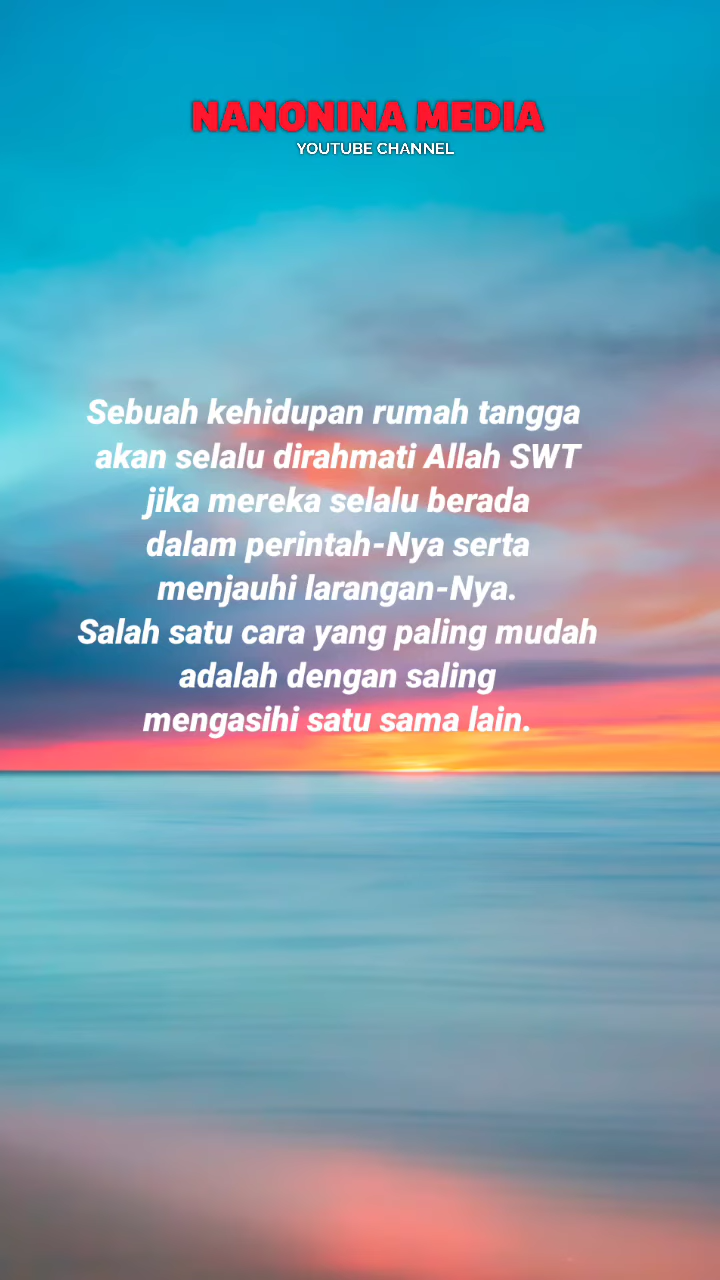 NANONINA MEDIA
YOUTUBE CHANNEL
Sebuah kehidupan rumah tangga
akan selalu dirahmati Allah SWT
jika mereka selalu berada
dalam perintah-Nya serta
menjauhi larangan-Nya.
Salah satu cara yang paling mudah
adalah dengan saling
mengasihi satu sama lain.